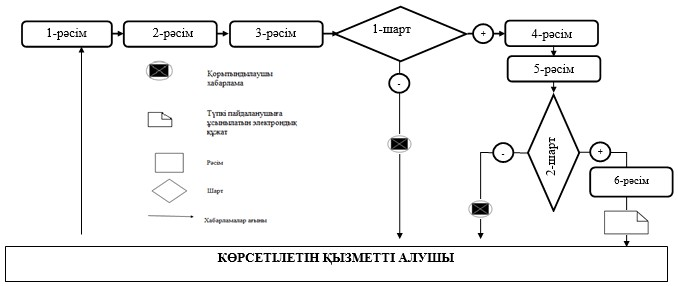 1-рәсім
2-рәсім
3-рәсім
1-шарт
+
4-рәсім
5-рәсім
-
Қорытындылаушы
хабарлама
Түпкі пайдаланушыға
ұсынылатын электрондық
құжат
Рәсім
Шарт
Хабарламалар ағыны
-
2-шарт
+
6-рәсім
КӨРСЕТІЛЕТІН ҚЫЗМЕТТІ АЛУШЫ